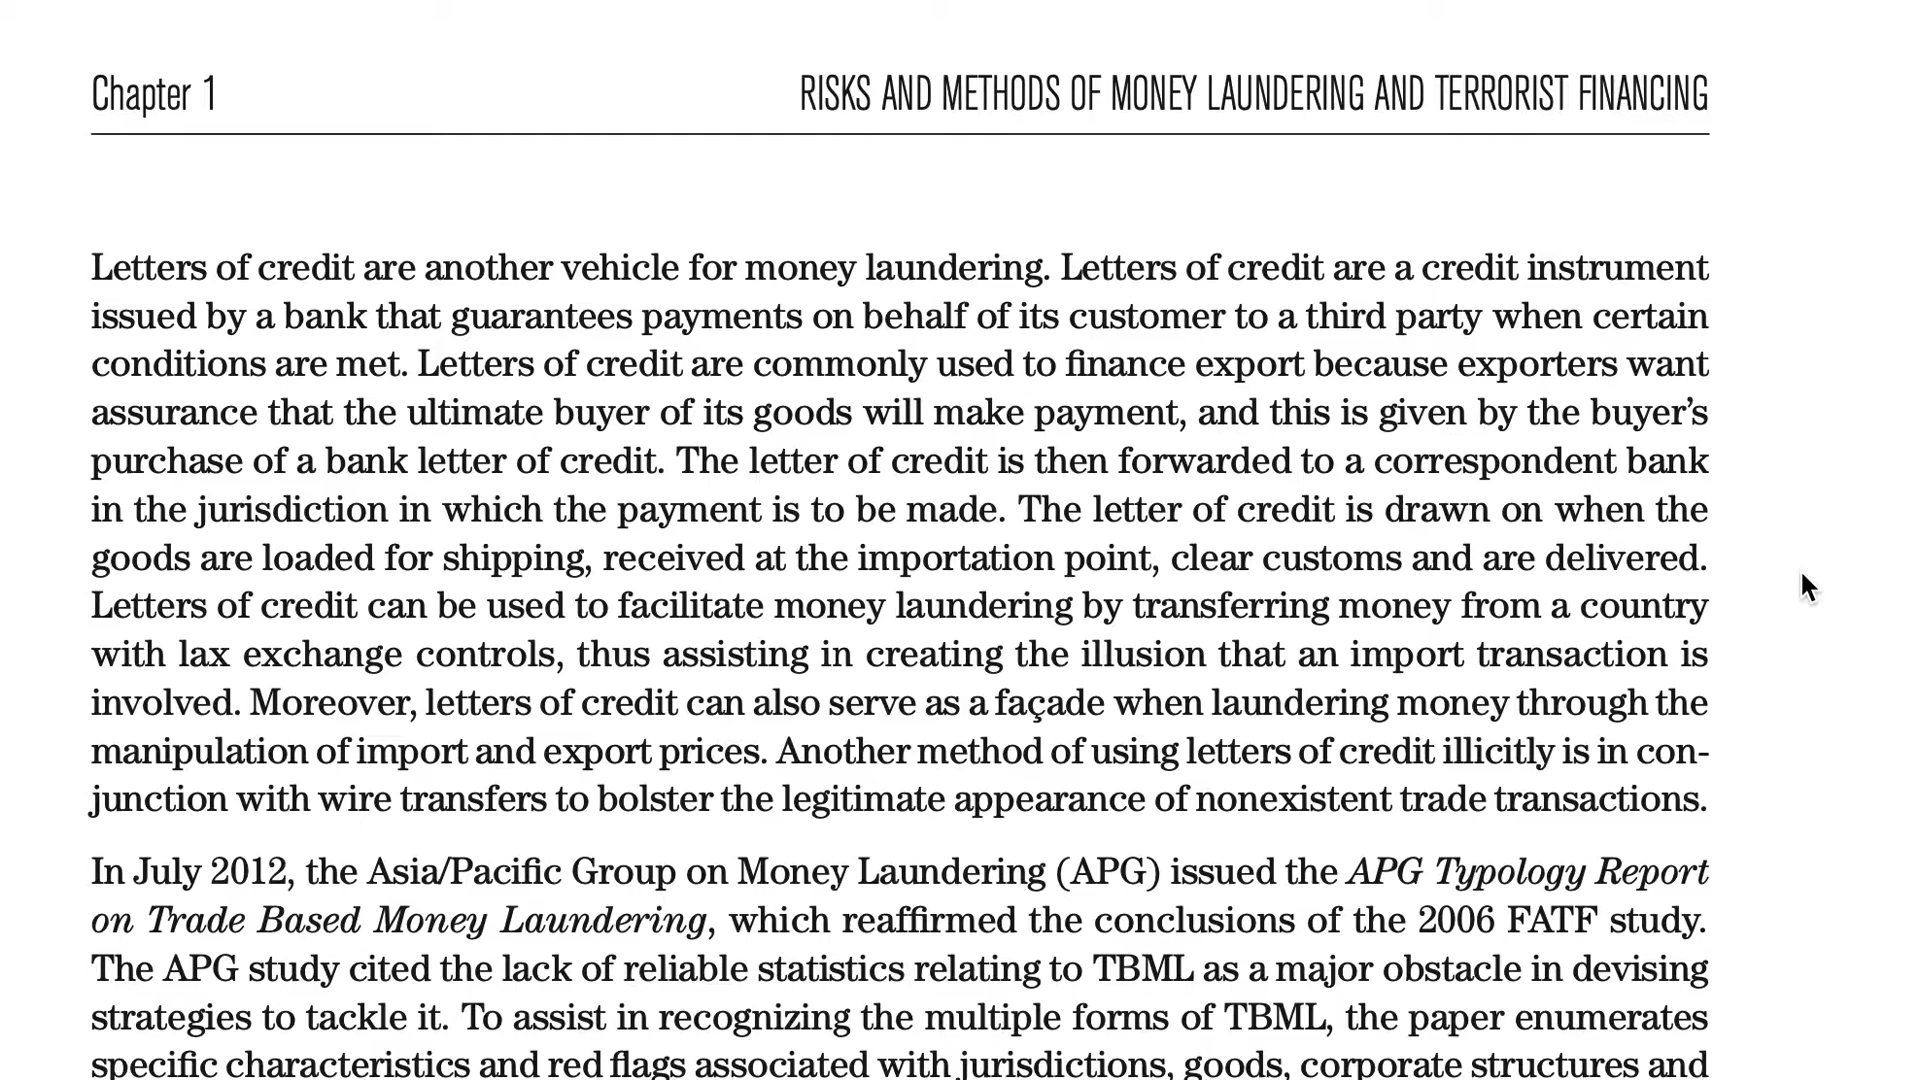 Chapter 1
RISKS AND METHODS OF MONEY LAUNDERING AND TERRORIST FINANCING
Letters of credit are another vehicle for money laundering. Letters of credit are a credit instrument
issued by a bank that guarantees payments on behalf of its customer to a third party when certain
conditions are met. Letters of credit are commonly used to finance export because exporters want
assurance that the ultimate buyer of its goods will make payment, and this is given by the buyer’s
purchase of a bank letter of credit. The letter of credit is then forwarded to a correspondent bank
in the jurisdiction in which the payment is to be made. The letter of credit is drawn on when the
goods are loaded for shipping, received at the importation point, clear customs and are delivered.
Letters of credit can be used to facilitate money laundering by transferring money from a country
with lax exchange controls, thus assisting in creating the illusion that an import transaction is
involved. Moreover, letters of credit can also serve as a façade when laundering money through the
manipulation of import and export prices. Another method of using letters of credit illicitly is in con-
junction with wire transfers to bolster the legitimate appearance of nonexistent trade transactions.
In July 2012, the Asia/Pacific Group on Money Laundering (APG) issued the APG Typology Report
on Trade Based Money Laundering, which reaffirmed the conclusions of the 2006 FATF study.
The APG study cited the lack of reliable statistics relating to TBML as a major obstacle in devising
strategies to tackle it. To assist in recognizing the multiple forms of TBML, the paper enumerates
specific characteristics and red flags associated with jurisdictions, goods, corporate structures and